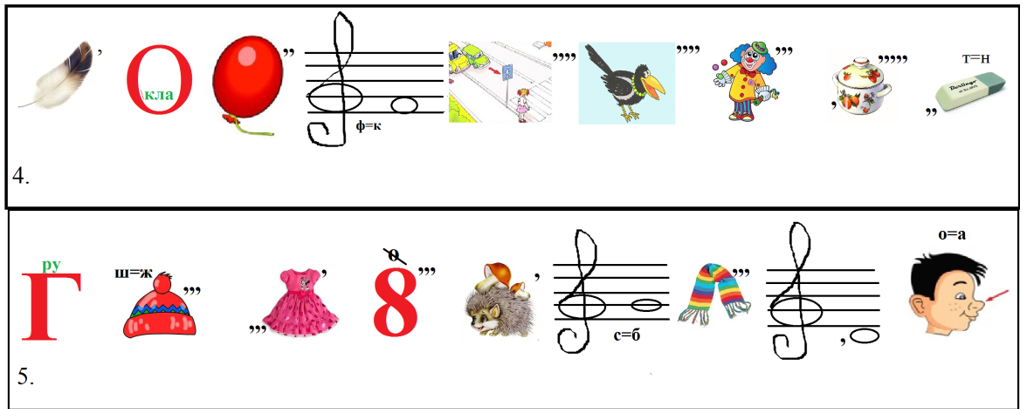 , О кла ,, ф=к ,,,, ,,,, ,,, , ,,,,, ,, т=н
4.
Г ру ш=ж ,,, ,,, , 8 о ,,, , с=б ,,, , о=а
5.